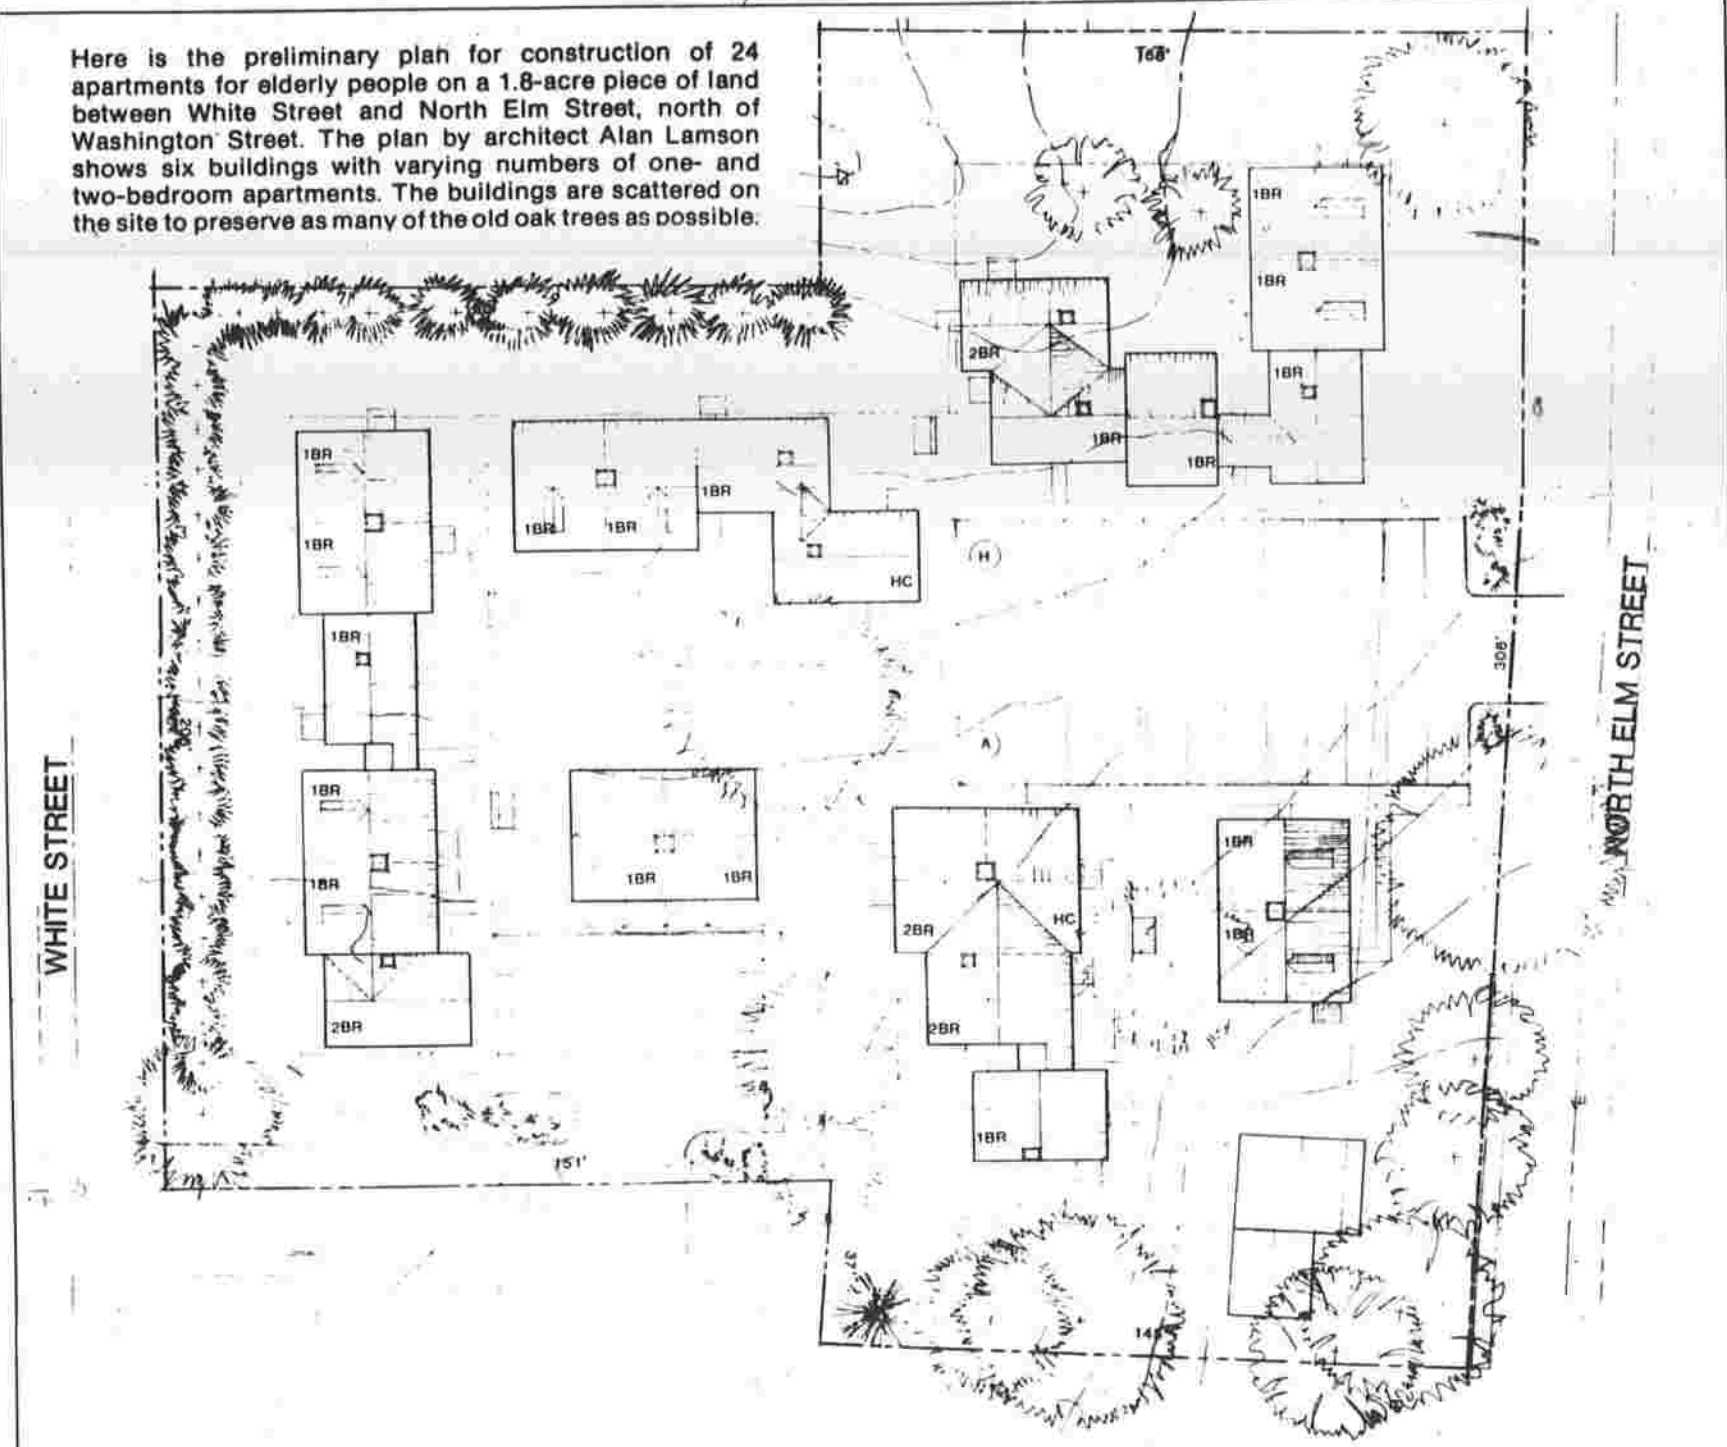 Here is the preliminary plan for construction of 24
apartments for elderly people on a 1.8-acre piece of land
between White Street and North Elm Street, north of
Washington Street. The plan by architect Alan Lamson
shows six buildings with varying numbers of one- and
two-bedroom apartments. The buildings are scattered on
the site to preserve as many of the old oak trees as possible.
1BR
1BR
2BR
1BR
1BR
1BR
1BR
1BR
1BR
1BR
1BR
1BR
HC
H
1BR
308'
NORTH ELM STREET
A
WHITE STREET
1BR
1BR
1BR
1BR
2BR
HC
1BR
1BR
2BR
2BR
1BR
151'
37'